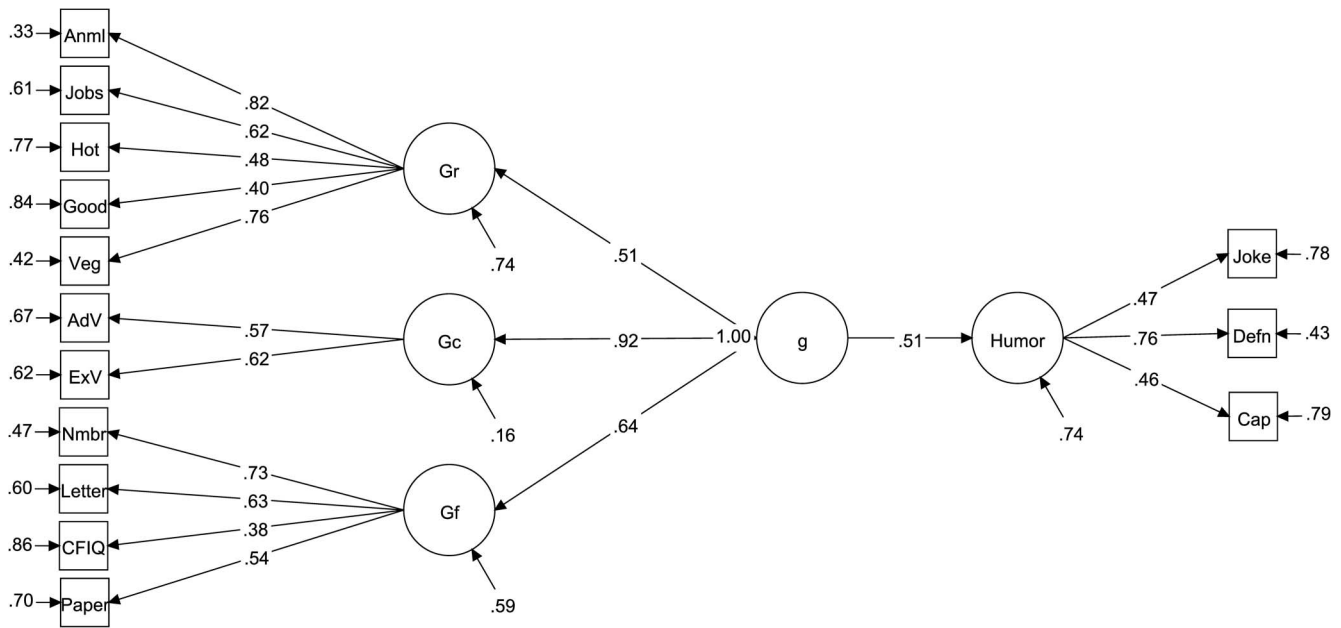 .33 Anml
.82
.61 Jobs
.62
.77 Hot
.48
.84 Good
.40
.42 Veg
.76
Gr
.74
.51
.67 AdV
.57
.62 ExV
.62
Gc
.16
.92
.47 Nmbr
.73
.60 Letter
.63
.86 CFIQ
.38
.70 Paper
.54
Gf
.59
.64
1.00
g
.51
Humor
.74
.47
Joke .78
.76
Defn .43
.46
Cap .79